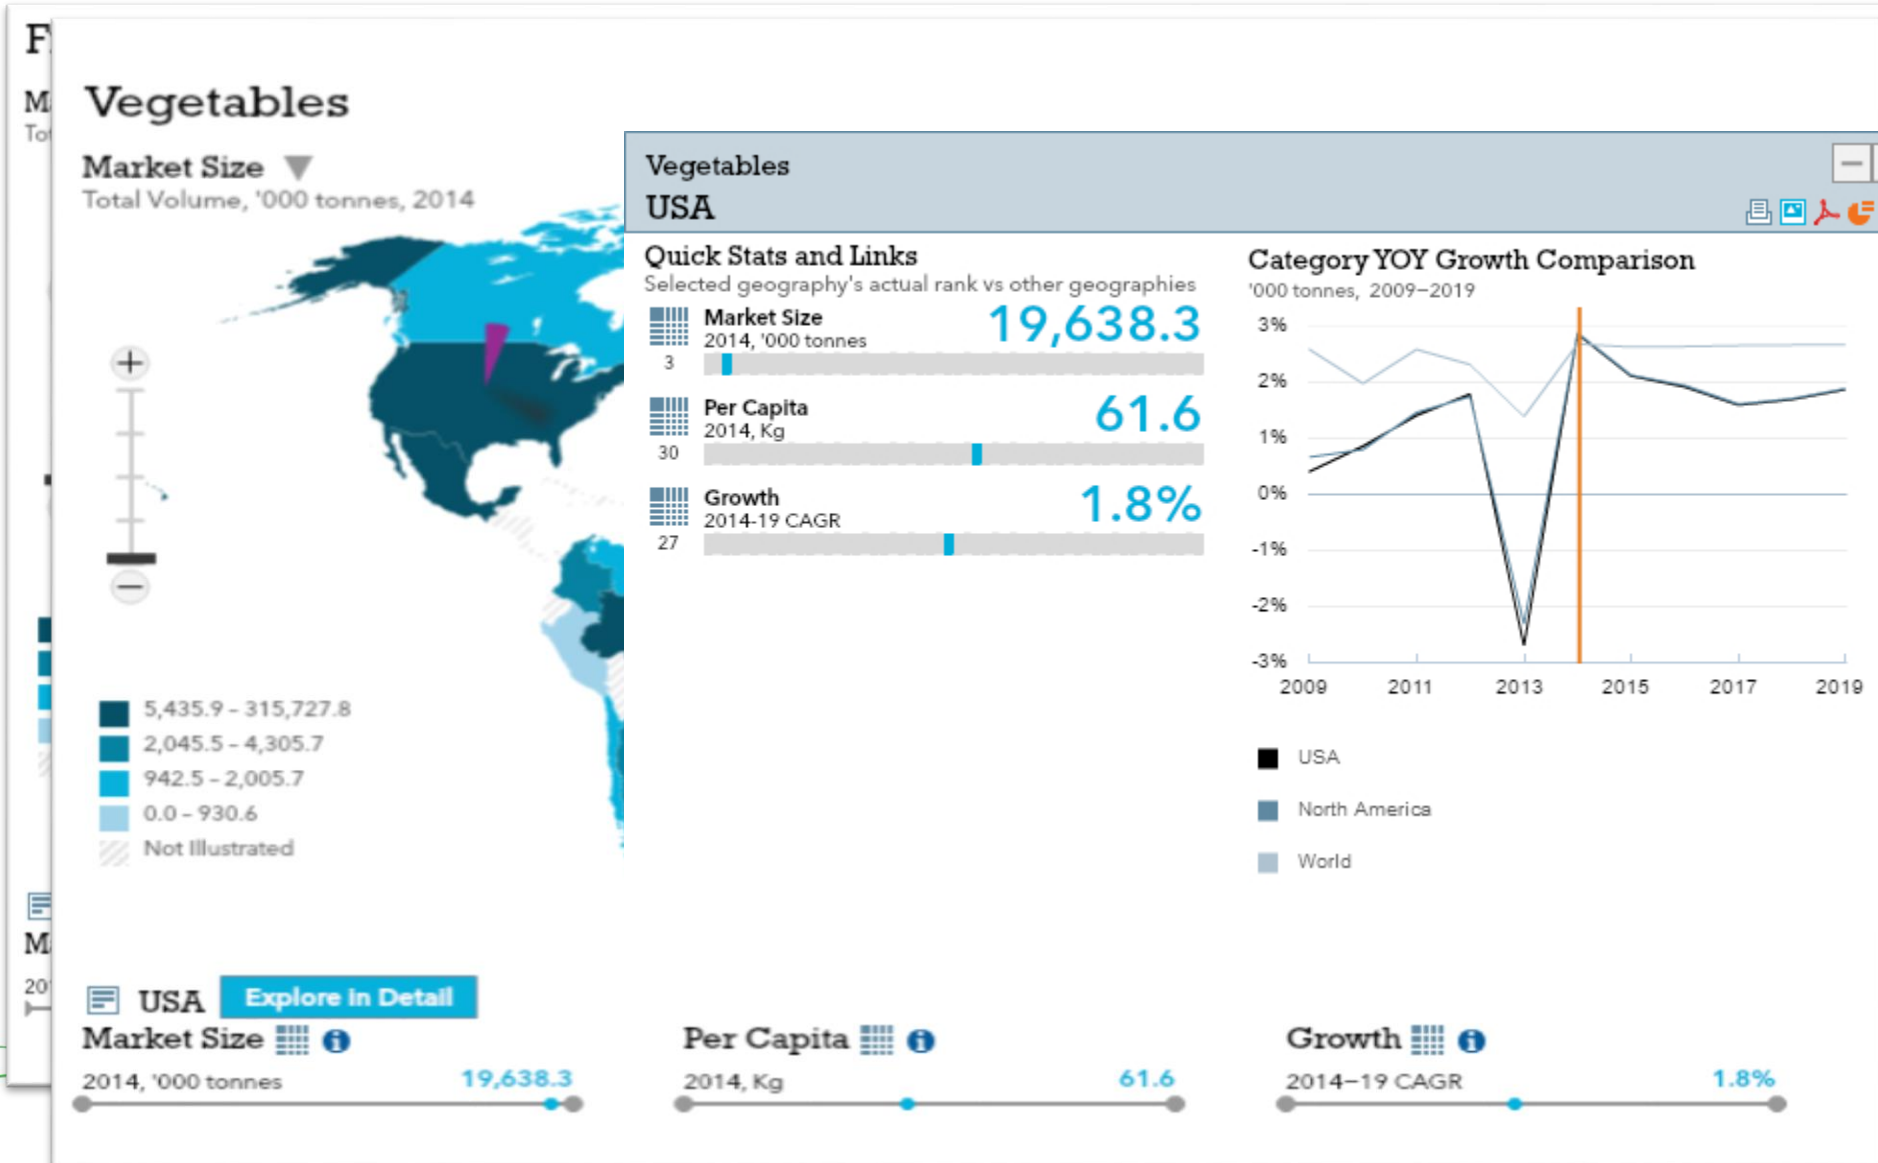 F
M
To
Vegetables
Market Size
Total Volume, '000 tonnes, 2014
5,435.9 - 315,727.8
2,045.5 - 4,305.7
942.5 - 2,005.7
0.0 - 930.6
Not Illustrated
Vegetables
USA
Quick Stats and Links
Selected geography's actual rank vs other geographies
Market Size
2014, '000 tonnes
19,638.3
3
Per Capita
2014, Kg
61.6
30
Growth
2014-19 CAGR
1.8%
27
Category YOY Growth Comparison
'000 tonnes, 2009-2019
3%
2%
1%
0%
-1%
-2%
-3%
2009 2011 2013 2015 2017 2019
USA
North America
World
M
20
USA Explore in Detail
Market Size
2014, '000 tonnes 19,638.3
Per Capita
2014, Kg 61.6
Growth
2014-19 CAGR 1.8%